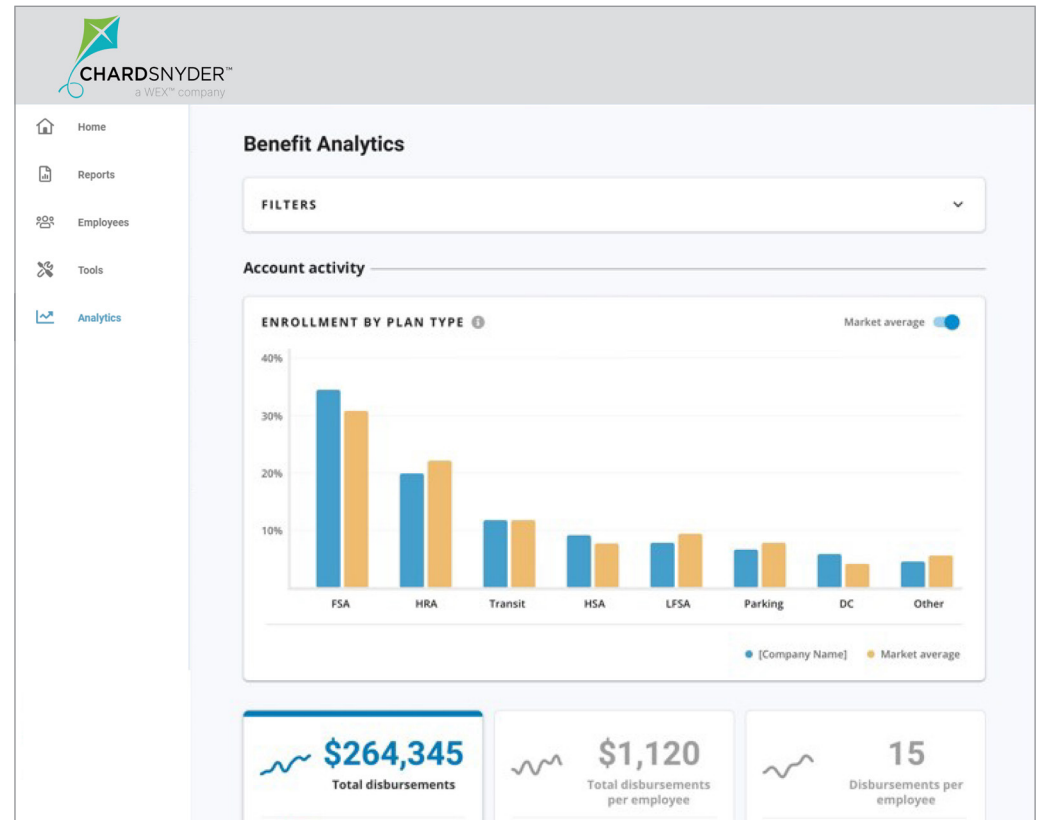 CHARDSNYDER™
a WEX™ company
Home
Reports
Employees
Tools
Analytics
Benefit Analytics
FILTERS
Account activity
ENROLLMENT BY PLAN TYPE
Market average
40%
30%
20%
10%
FSA HRA Transit HSA LFSA Parking DC Other
[Company Name] Market average
$264,345
Total disbursements
$1,120
Total disbursements
per employee
15
Disbursements per
employee